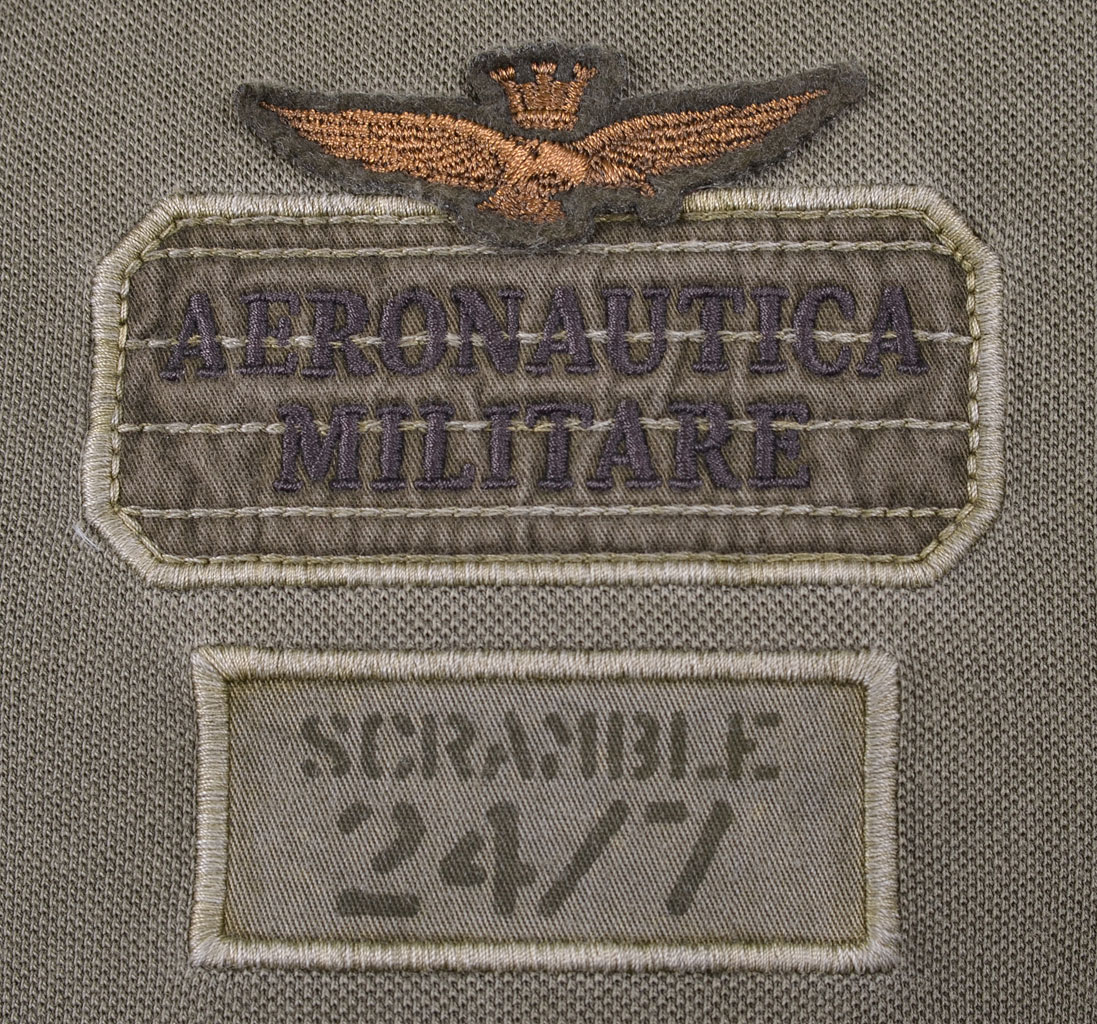 AERONAUTICA
MILITARE
SCRAMBLE
24/7